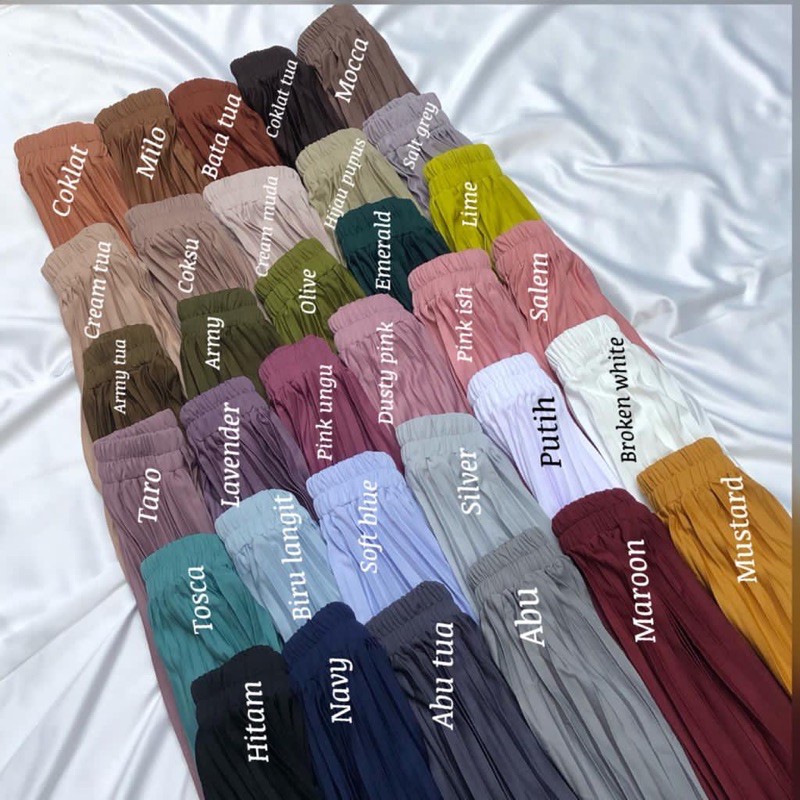 Coklat
Milo
Bata tua
Coklat tua
Mocca
Cream tua
Coksu
Cream muda
Hijau pupus
Solt grey
Army tua
Army
Olive
Emerald
Lime
Taro
Lavender
Pink ungu
Dusty pink
Pink ish
Salem
Tosca
Biru langit
Soft blue
Silver
Putih
Broken white
Hitam
Navy
Abu tua
Abu
Maroon
Mustard